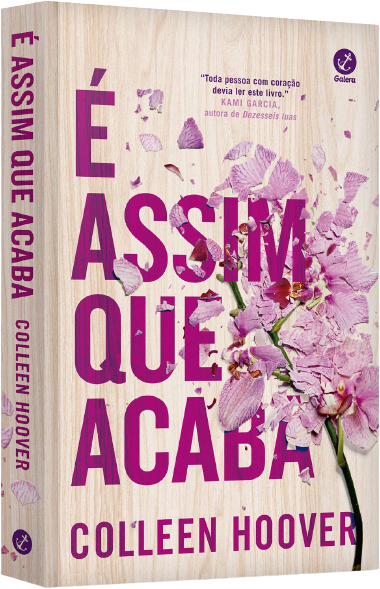 É ASSIM QUE ACABA
COLLEEN HOOVER
Galera
"Toda pessoa com coração
devia ler este livro."
KAMI GARCIA,
autora de Dezesseis luas
É
ASSIM
QUE
ACABA
COLLEEN HOOVER